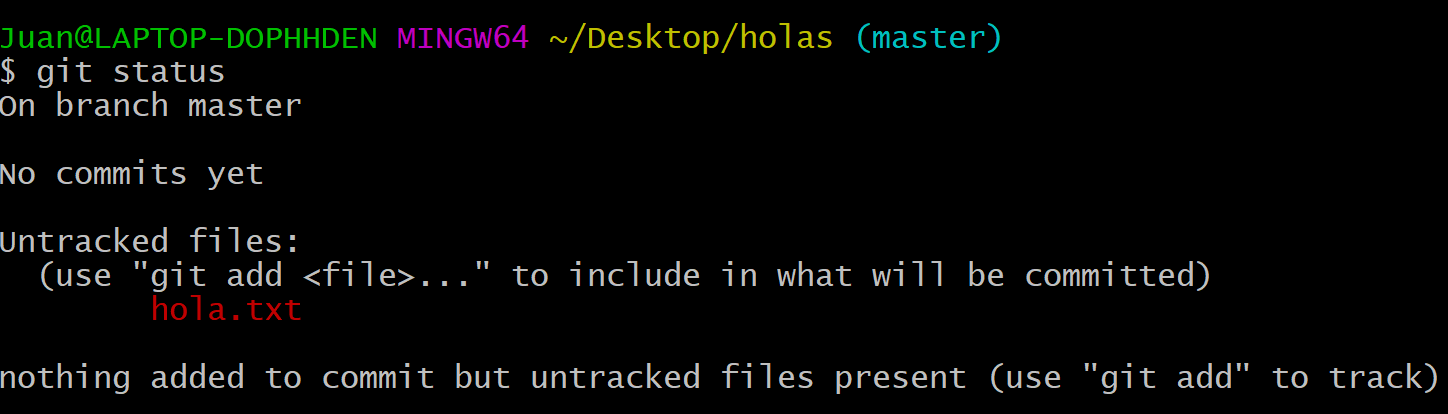 Juan@LAPTOP-DOPHHDEN MINGW64 ~/Desktop/holas (master)
$ git status
On branch master
No commits yet
Untracked files:
(use "git add <file>..." to include in what will be committed)
hola.txt
nothing added to commit but untracked files present (use "git add" to track)